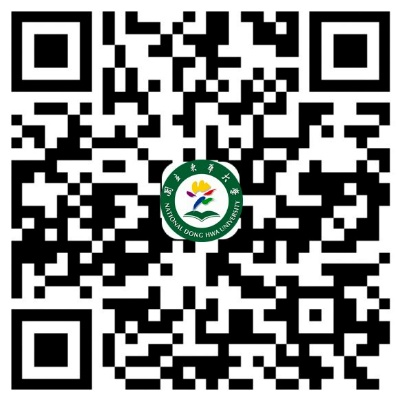 國立東華大學
NATIONAL DONG HWA UNIVERSITY